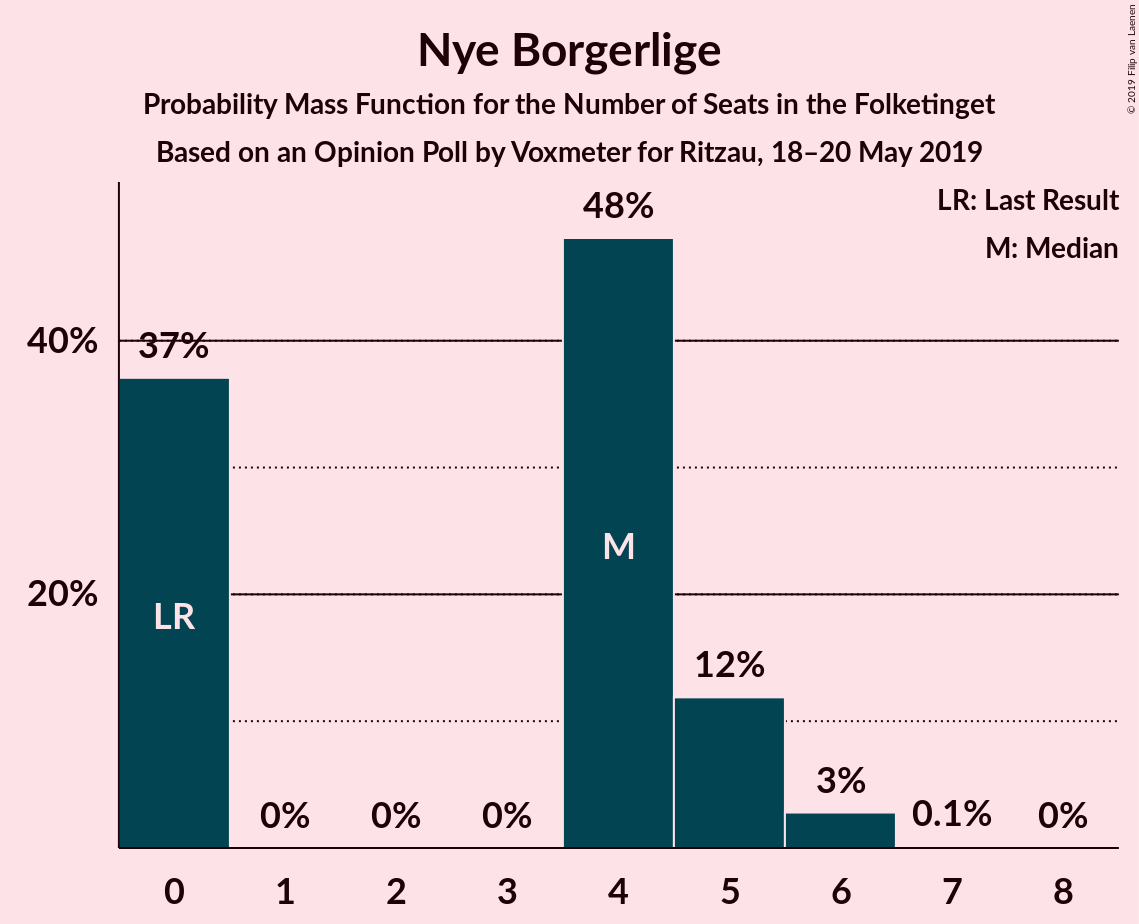 Nye Borgerlige
Probability Mass Function for the Number of Seats in the Folketinget
Based on an Opinion Poll by Voxmeter for Ritzau, 18–20 May 2019
© 2019 Filip van Laenen
LR: Last Result
M: Median
48%
40%
37%
M
20%
LR
12%
3%
0%
0%
0%
0.1%
0%
0
1
2
3
4
5
6
7
8